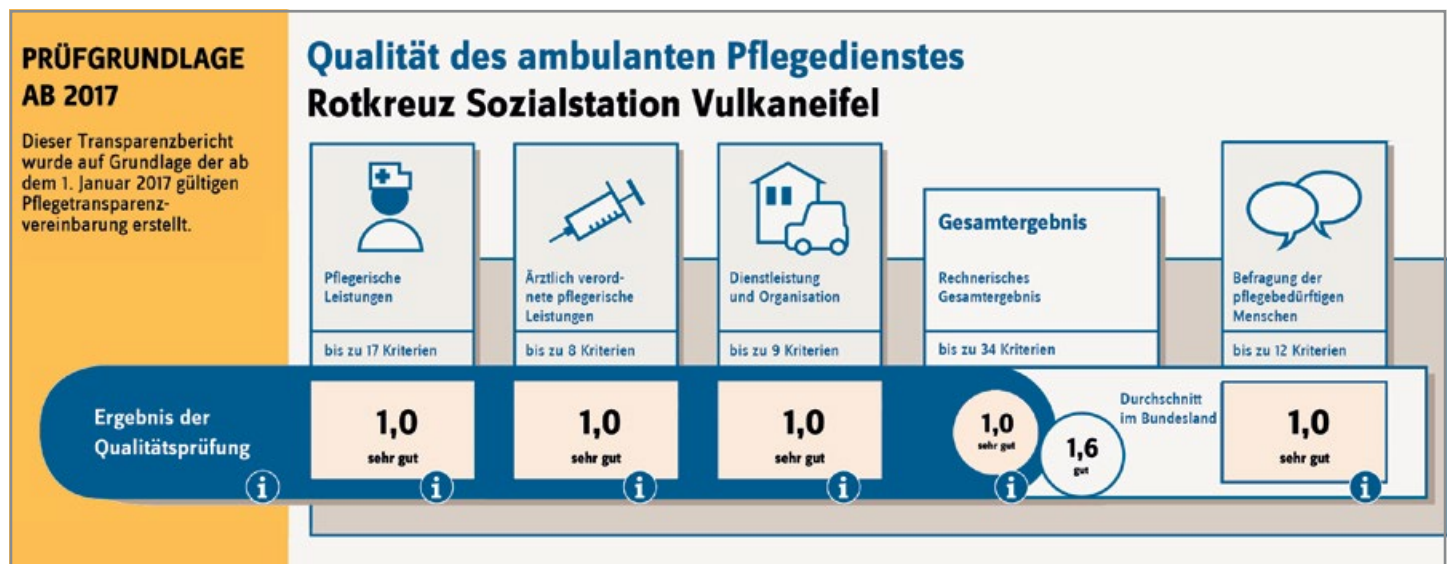 PRÜFGRUNDLAGE
AB 2017
Dieser Transparenzbericht
wurde auf Grundlage der ab
dem 1. Januar 2017 gültigen
Pflegetransparenz-
vereinbarung erstellt.
Qualität des ambulanten Pflegedienstes
Rotkreuz Sozialstation Vulkaneifel
Pflegerische
Leistungen
bis zu 17 Kriterien
Ärztlich verord-
nete pflegerische
Leistungen
bis zu 8 Kriterien
Dienstleistung
und Organisation
bis zu 9 Kriterien
Gesamtergebnis
Rechnerisches
Gesamtergebnis
bis zu 34 Kriterien
Befragung der
pflegebedürftigen
Menschen
bis zu 12 Kriterien
Ergebnis der
Qualitätsprüfung
i
1,0
sehr gut
i
1,0
sehr gut
i
1,0
sehr gut
i
1,0
sehr gut
i
1,6
gut
Durchschnitt
im Bundesland
1,0
sehr gut
i